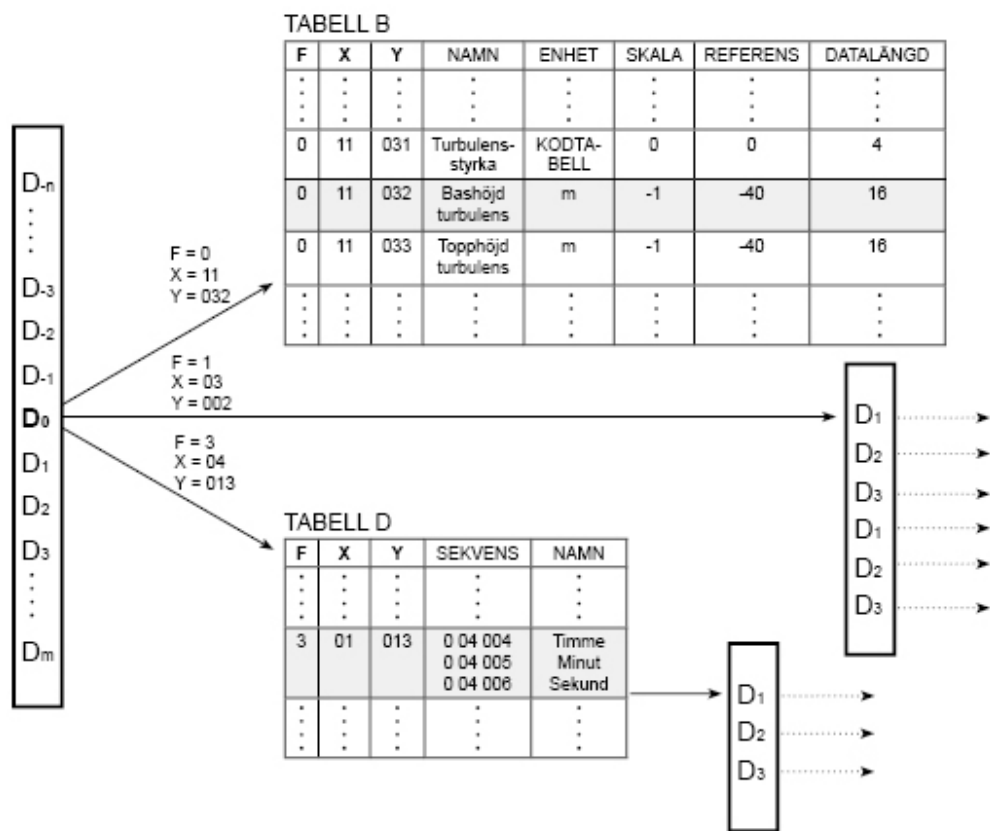 TABELL B
F X Y NAMN ENHET SKALA REFERENS DATALÄNGD
0 11 031 Turbulens- KODTA- 0 0 4
styrka BELL
0 11 032 Bashöjd m -1 -40 16
turbulens
0 11 033 Topphöjd m -1 -40 16
turbulens
D-n
D-3
D-2
D-1
D0
D1
D2
D3
Dm
F = 0
X = 11
Y = 032
F = 1
X = 03
Y = 002
F = 3
X = 04
Y = 013
D1
D2
D3
D1
D2
D3
TABELL D
F X Y SEKVENS NAMN
3 01 013 0 04 004 Timme
0 04 005 Minut
0 04 006 Sekund
D1
D2
D3